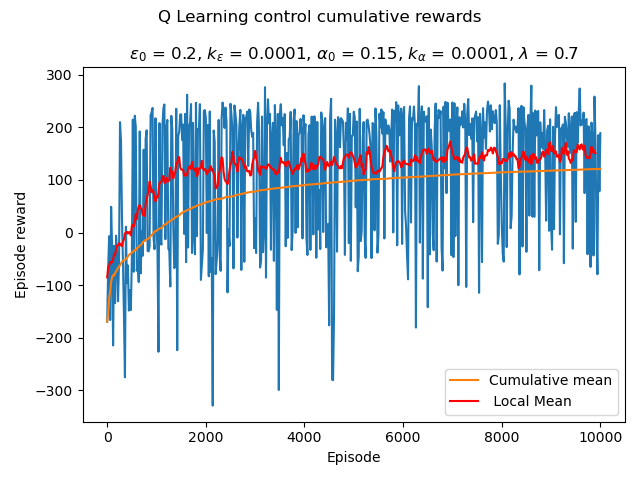 Q Learning control cumulative rewards
ε₀ = 0.2, kε = 0.0001, α₀ = 0.15, kα = 0.0001, λ = 0.7
300
200
100
0
−100
−200
−300
Episode reward
Cumulative mean
Local Mean
0 2000 4000 6000 8000 10000
Episode